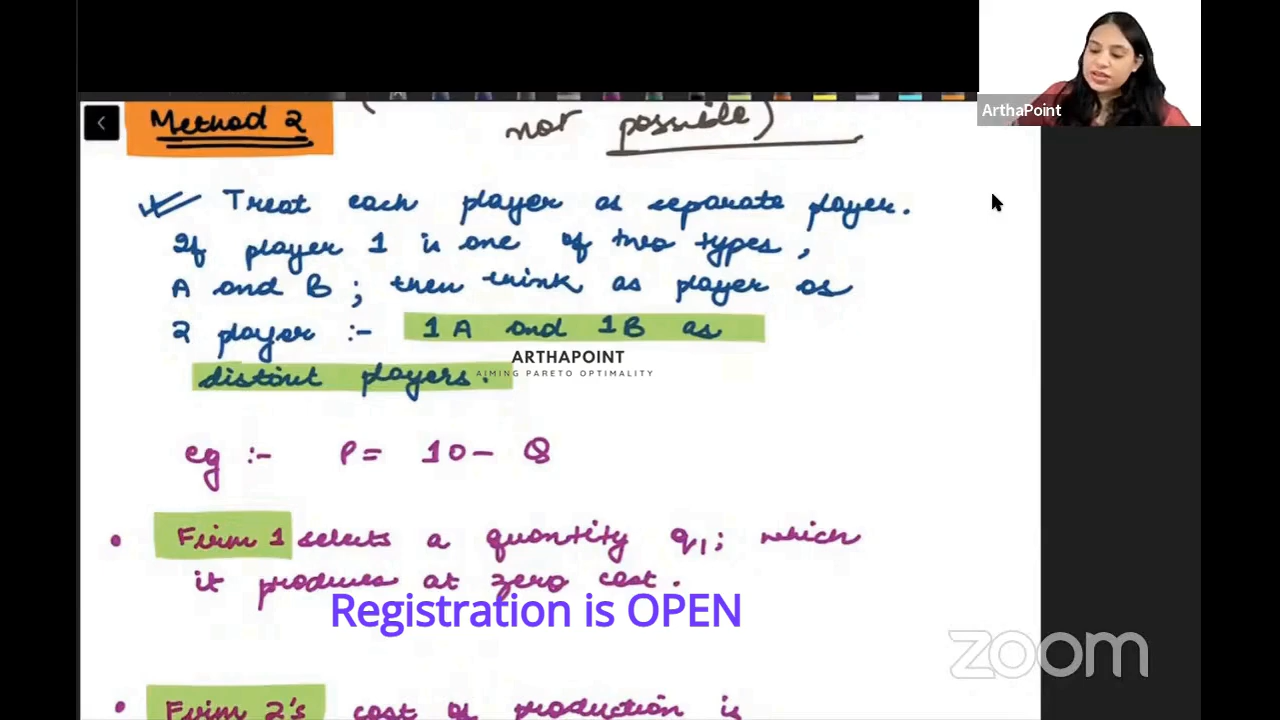 ArthaPoint
Method 2
(
not possible)
Treat each player as separate player.
If player 1 is one of two types,
A and B ; then think as player as
2 player :- 1A and 1B as
ARTHAPOINT
AIMING PARETO OPTIMALITY
distinct players.
eg :- P = 10 - Q
• Firm 1 selects a quantity q1; which
it produces at zero cost.
Registration is OPEN
zoom
• Firm 2's cost of production is